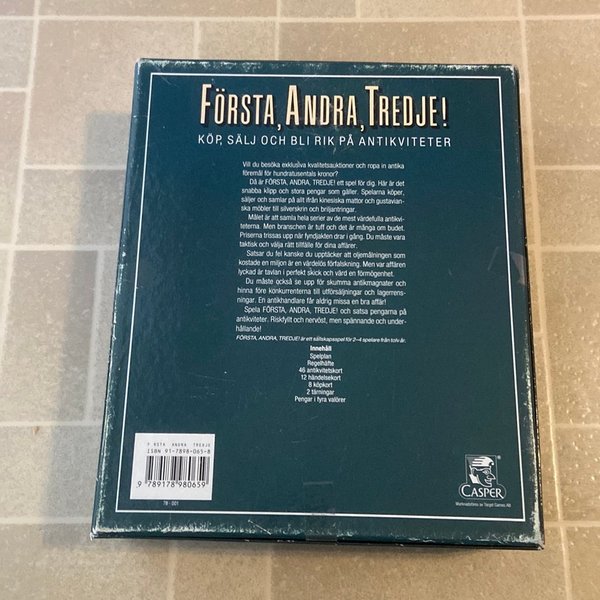 FÖRSTA, ANDRA, TREDJE!
KÖP, SÄLJ OCH BLI RIK PÅ ANTIKVITETER
Vill du besöka exklusiva kvalitetsauktioner och ropa in antika
föremål för hundratusentals kronor?
Då är FÖRSTA, ANDRA, TREDJE! ett spel för dig. Här är det
snabba klipp och stora pengar som gäller. Spelarna köper,
säljer och samlar på allt ifrån kinesiska mattor och gustavian-
ska möbler till silverskrin och briljantringar.
Målet är att samla hela serier av de mest värdefulla antikvi-
teterna. Men branschen är tuff och det är många om budet.
Priserna trissas upp när fyndjakten drar i gång. Du måste vara
taktisk och välja rätt tillfälle för dina affärer.
Satsar du fel kanske du upptäcker att oljemålningen som
kostade en miljon är en värdelös förfalskning. Men var affären
lyckad är tavlan i perfekt skick och värd en förmögenhet.
Du måste också se upp för skumma antikmagnater och
hinna före konkurrenterna till utförsäljningar och lagerrens-
ningar. En antikhandlare får aldrig missa en bra affär!
Spela FÖRSTA, ANDRA, TREDJE! och satsa pengarna på
antikviteter. Riskfyllt och nervöst, men spännande och under-
hållande!
FÖRSTA, ANDRA, TREDJE! är ett sällskapsspel för 2–4 spelare från tolv år.
Innehåll
Spelplan
Regelhäfte
46 antikvitetskort
12 händelsekort
8 köpkort
2 tärningar
Pengar i fyra valörer
F RSTA ANDRA TREDJE
ISBN 91-7898-065-8
9 789178 980659
78-001
CASPER
Marknadsföres av Target Games AB